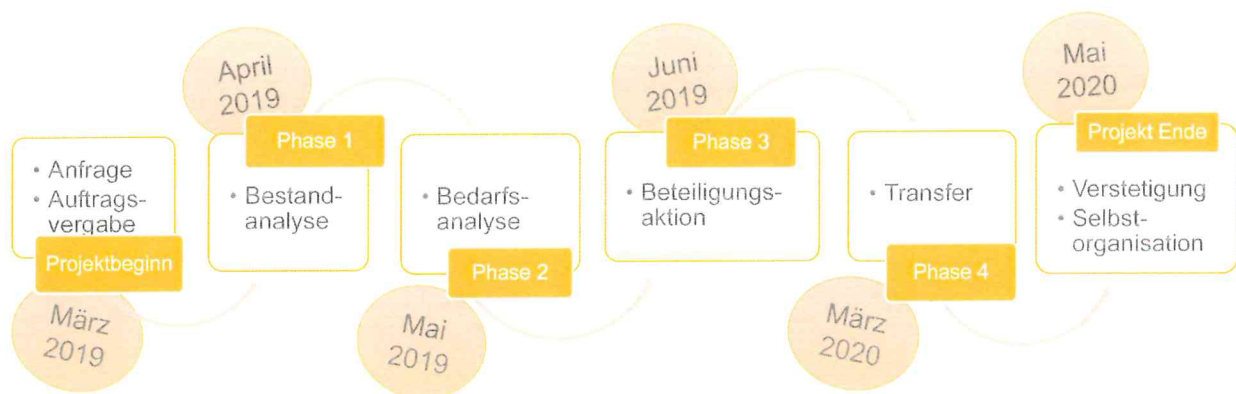 März
2019
Projektbeginn
• Anfrage
• Auftrags-
vergabe
April
2019
Phase 1
• Bestand-
analyse
Mai
2019
Phase 2
• Bedarfs-
analyse
Juni
2019
Phase 3
• Beteiligungs-
aktion
März
2020
Phase 4
• Transfer
Mai
2020
Projekt Ende
• Verstetigung
• Selbst-
organisation